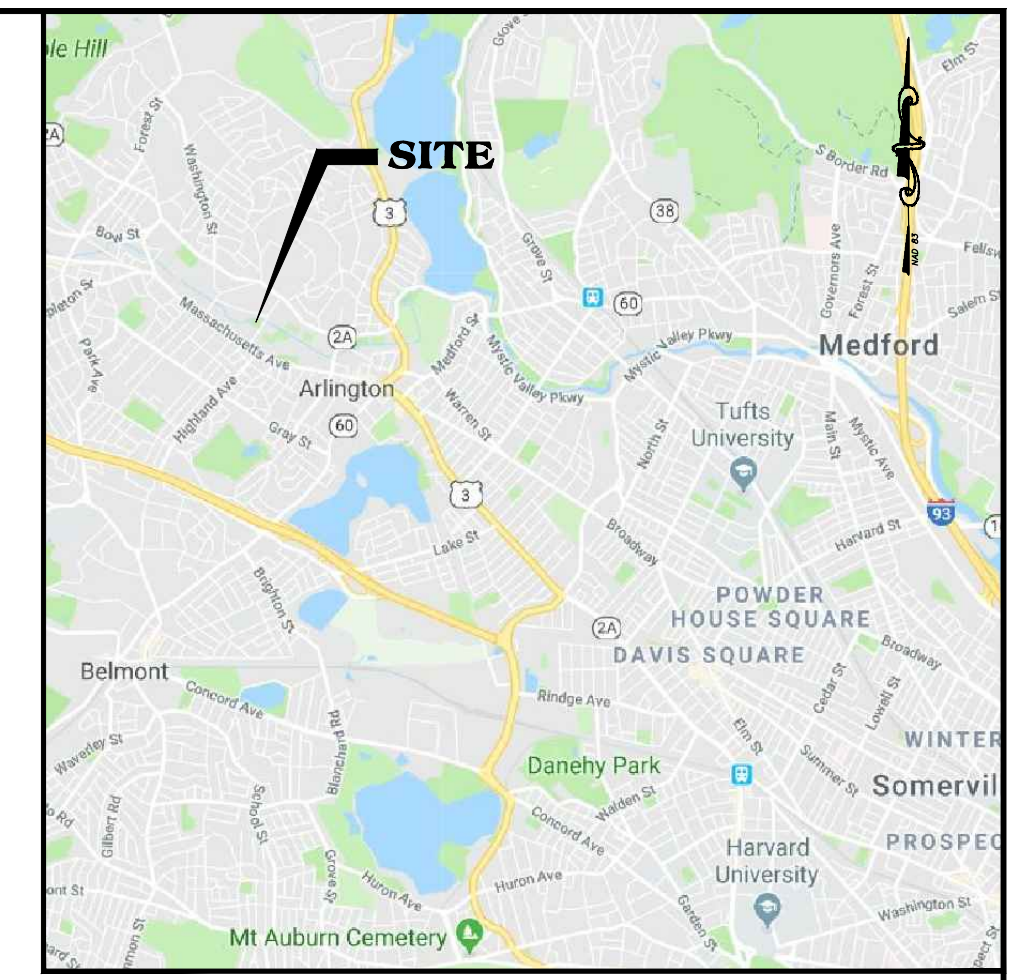 Elm St
Forest St
Washington St
SITE
S Border Rd
3
38
NAD 83
Bow St
Grove St
Governors Ave
Forest St
60
Salem St
Massachusetts Ave
2A
Medford St
Mystic Valley Pkwy
Mystic Valley Pkwy
Medford
Park Ave
Arlington
Highland Ave
60
Gray St
Warren St
Tufts
University
North St
Main St
Mystic Ave
3
93
Lake St
Broadway
Harvard St
Brighton St
POWDER
HOUSE SQUARE
2A
DAVIS SQUARE
Broadway
Belmont
Concord Ave
Rindge Ave
Cedar St
Lowell St
Waverley St
Blanchard Rd
Elm St
WINTER
Danehy Park
Summer St
Somervil
Gilbert Rd
School St
Walden St
Concord Ave
PROSPEC
Harvard
University
Grove St
Huron Ave
Huron Ave
Garden St
Washington St
Mt Auburn Cemetery